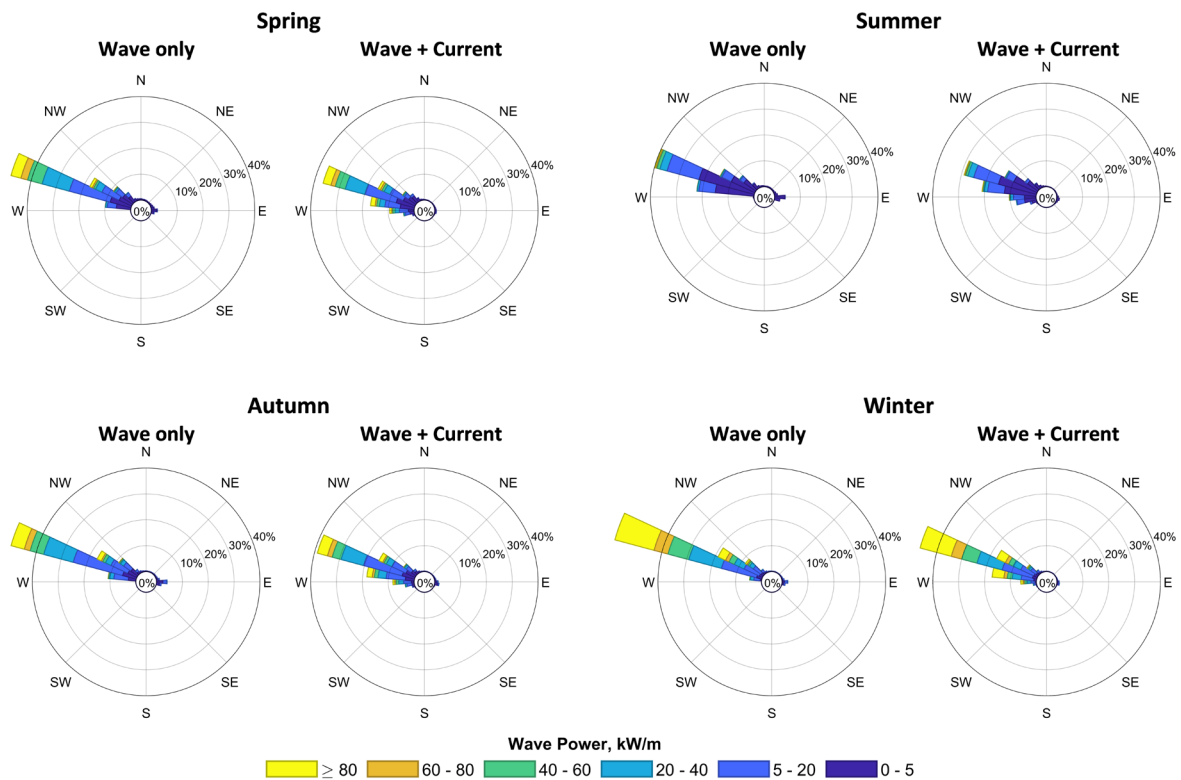 Spring
Wave only
Wave + Current
N
NE
E
SE
S
SW
W
NW
0%
10%
20%
30%
40%
N
NE
E
SE
S
SW
NW
0%
10%
20%
30%
40%
Summer
Wave only
Wave + Current
N
NE
E
SE
S
SW
W
NW
0%
10%
20%
30%
40%
N
NE
E
SE
S
SW
W
NW
0%
10%
20%
30%
40%
Autumn
Wave only
Wave + Current
N
NE
E
SE
S
SW
W
NW
0%
10%
20%
30%
40%
N
NE
E
SE
S
SW
W
NW
0%
10%
20%
30%
40%
Winter
Wave only
Wave + Current
N
NE
E
SE
S
SW
W
NW
0%
10%
20%
30%
40%
N
NE
E
SE
S
SW
W
NW
0%
10%
20%
30%
40%
Wave Power, kW/m
≥ 80
60 - 80
40 - 60
20 - 40
5 - 20
0 - 5